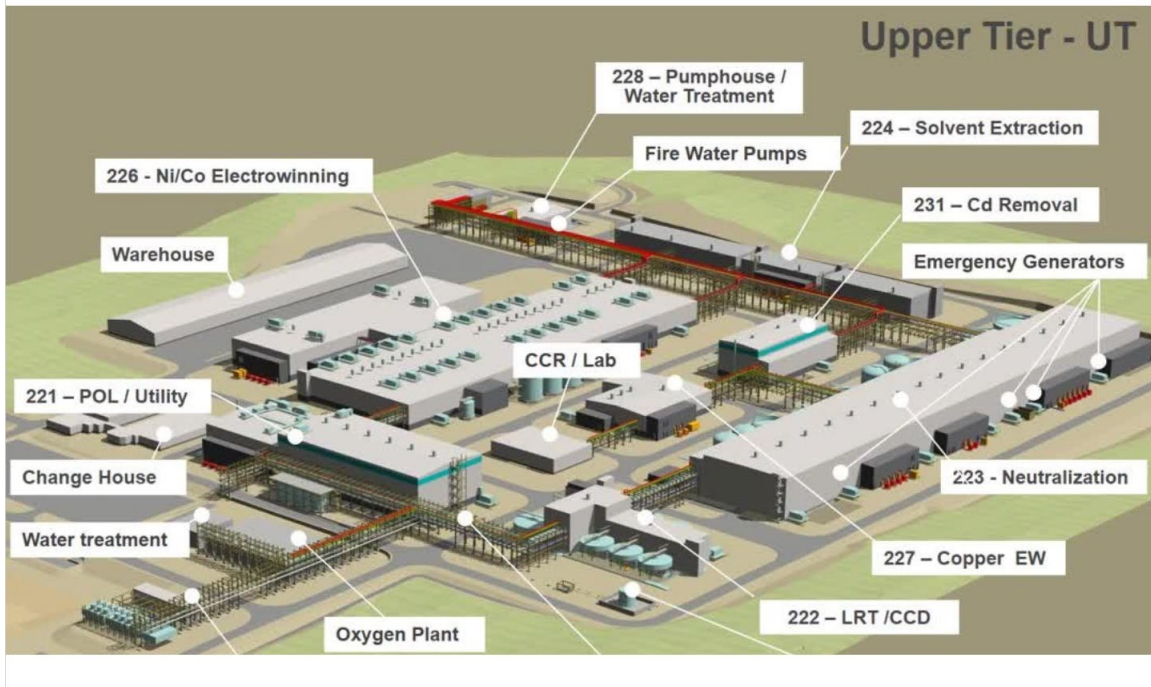 Upper Tier - UT
228 – Pumphouse /
Water Treatment
224 – Solvent Extraction
Fire Water Pumps
226 - Ni/Co Electrowinning
231 – Cd Removal
Warehouse
Emergency Generators
CCR / Lab
221 – POL / Utility
Change House
223 - Neutralization
Water treatment
227 – Copper EW
222 – LRT /CCD
Oxygen Plant